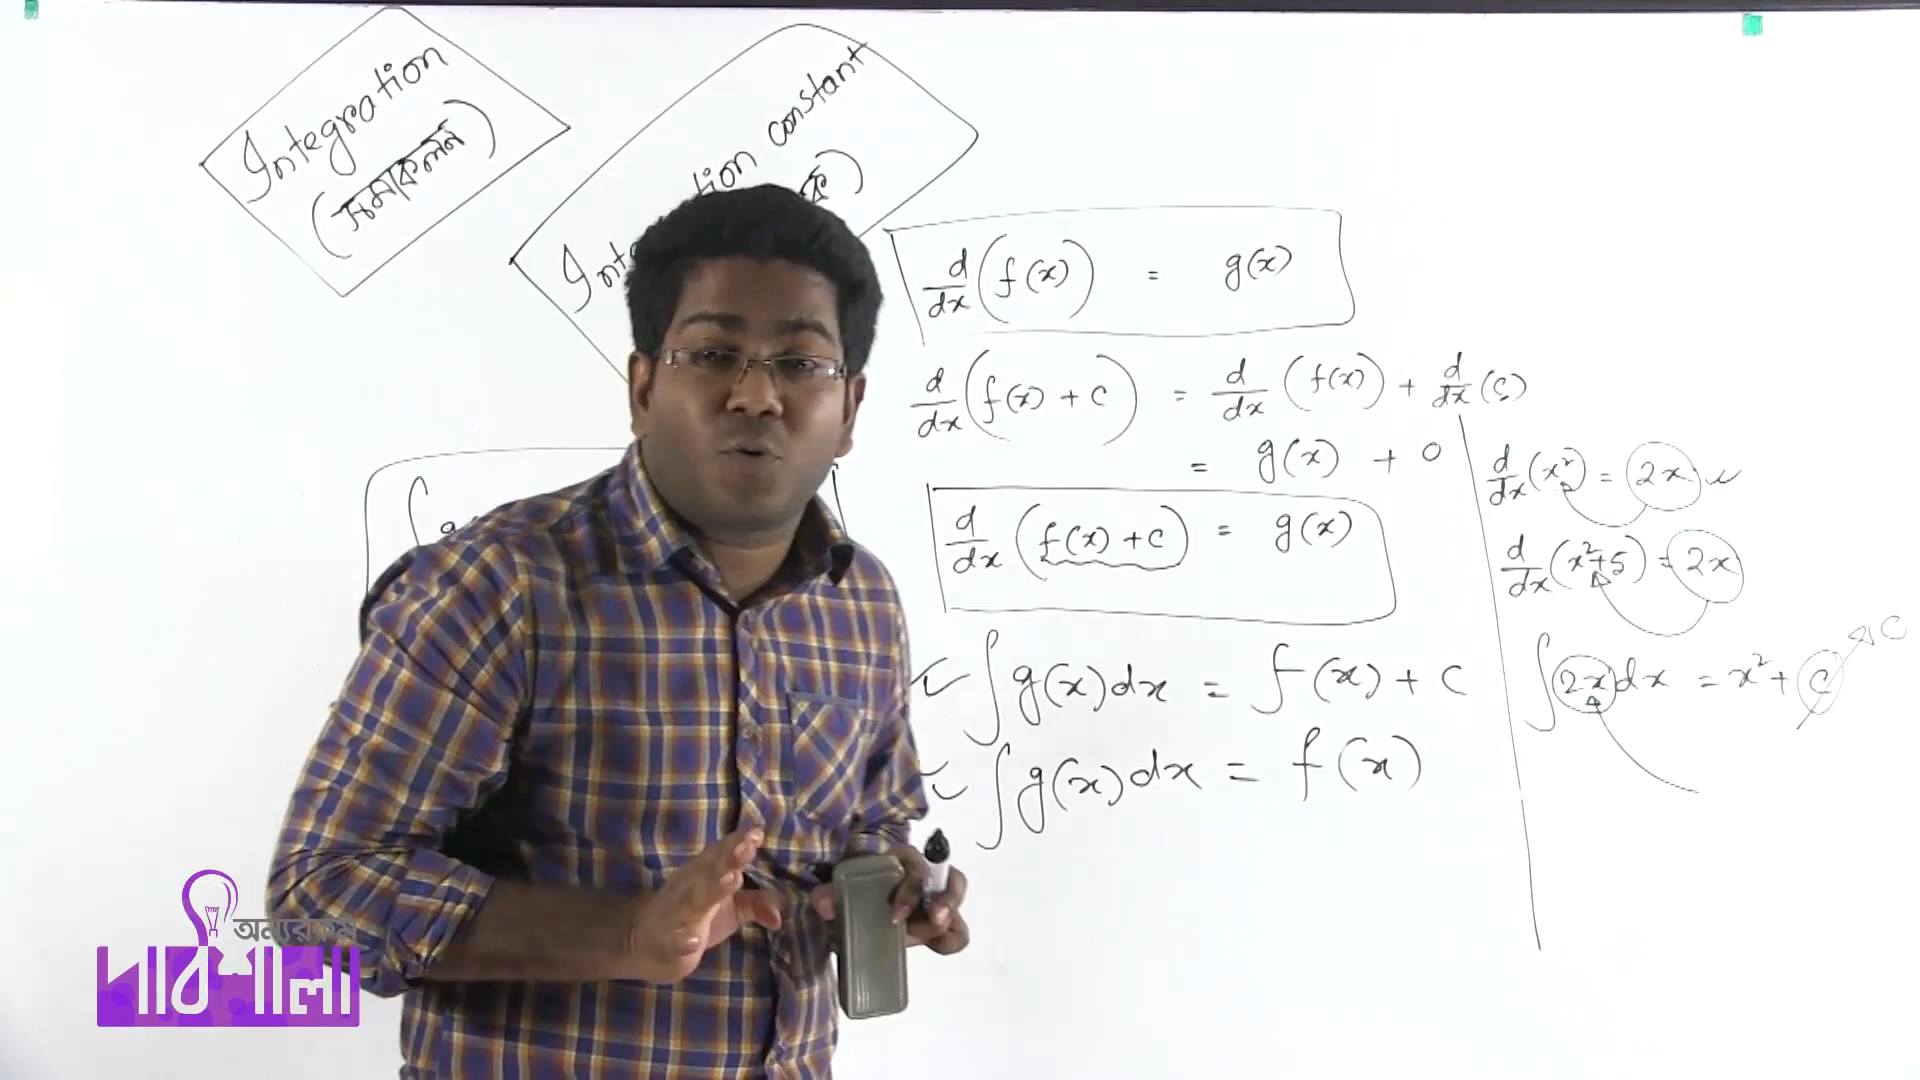 Integration
(সমাকলন)
tion constant
d/dx (f(x)) = g(x)
d/dx (f(x) + c) = d/dx (f(x)) + d/dx (c)
= g(x) + 0
d/dx (f(x) + c) = g(x)
∫ g(x) dx = f(x) + c
∫ g(x) dx = f(x)
d/dx (x²) = 2x
d/dx (x²+5) = 2x
∫ 2x dx = x² + c
অন্যরকম
পাঠশালা